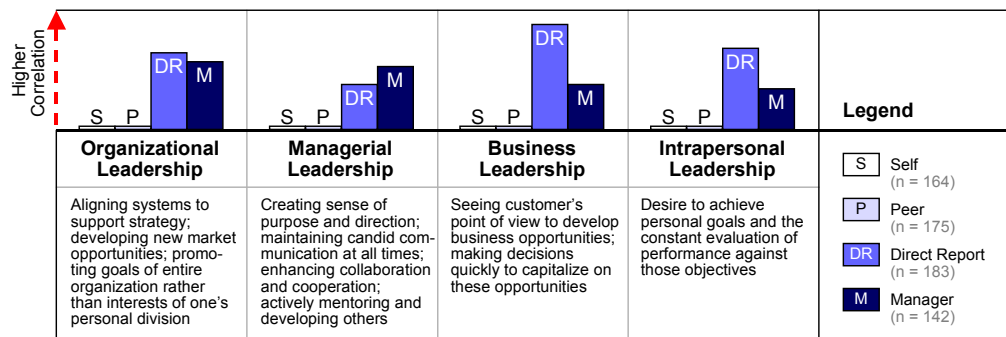 Higher
Correlation
S
P
DR
M
S
P
DR
M
S
P
DR
M
S
P
DR
M
Organizational
Leadership
Managerial
Leadership
Business
Leadership
Intrapersonal
Leadership
Aligning systems to
support strategy;
developing new market
opportunities; promo-
ting goals of entire
organization rather
than interests of one's
personal division
Creating sense of
purpose and direction;
maintaining candid com-
munication at all times;
enhancing collaboration
and cooperation;
actively mentoring and
developing others
Seeing customer's
point of view to develop
business opportunities;
making decisions
quickly to capitalize on
these opportunities
Desire to achieve
personal goals and the
constant evaluation of
performance against
those objectives
Legend
S Self
(n = 164)
P Peer
(n = 175)
DR Direct Report
(n = 183)
M Manager
(n = 142)